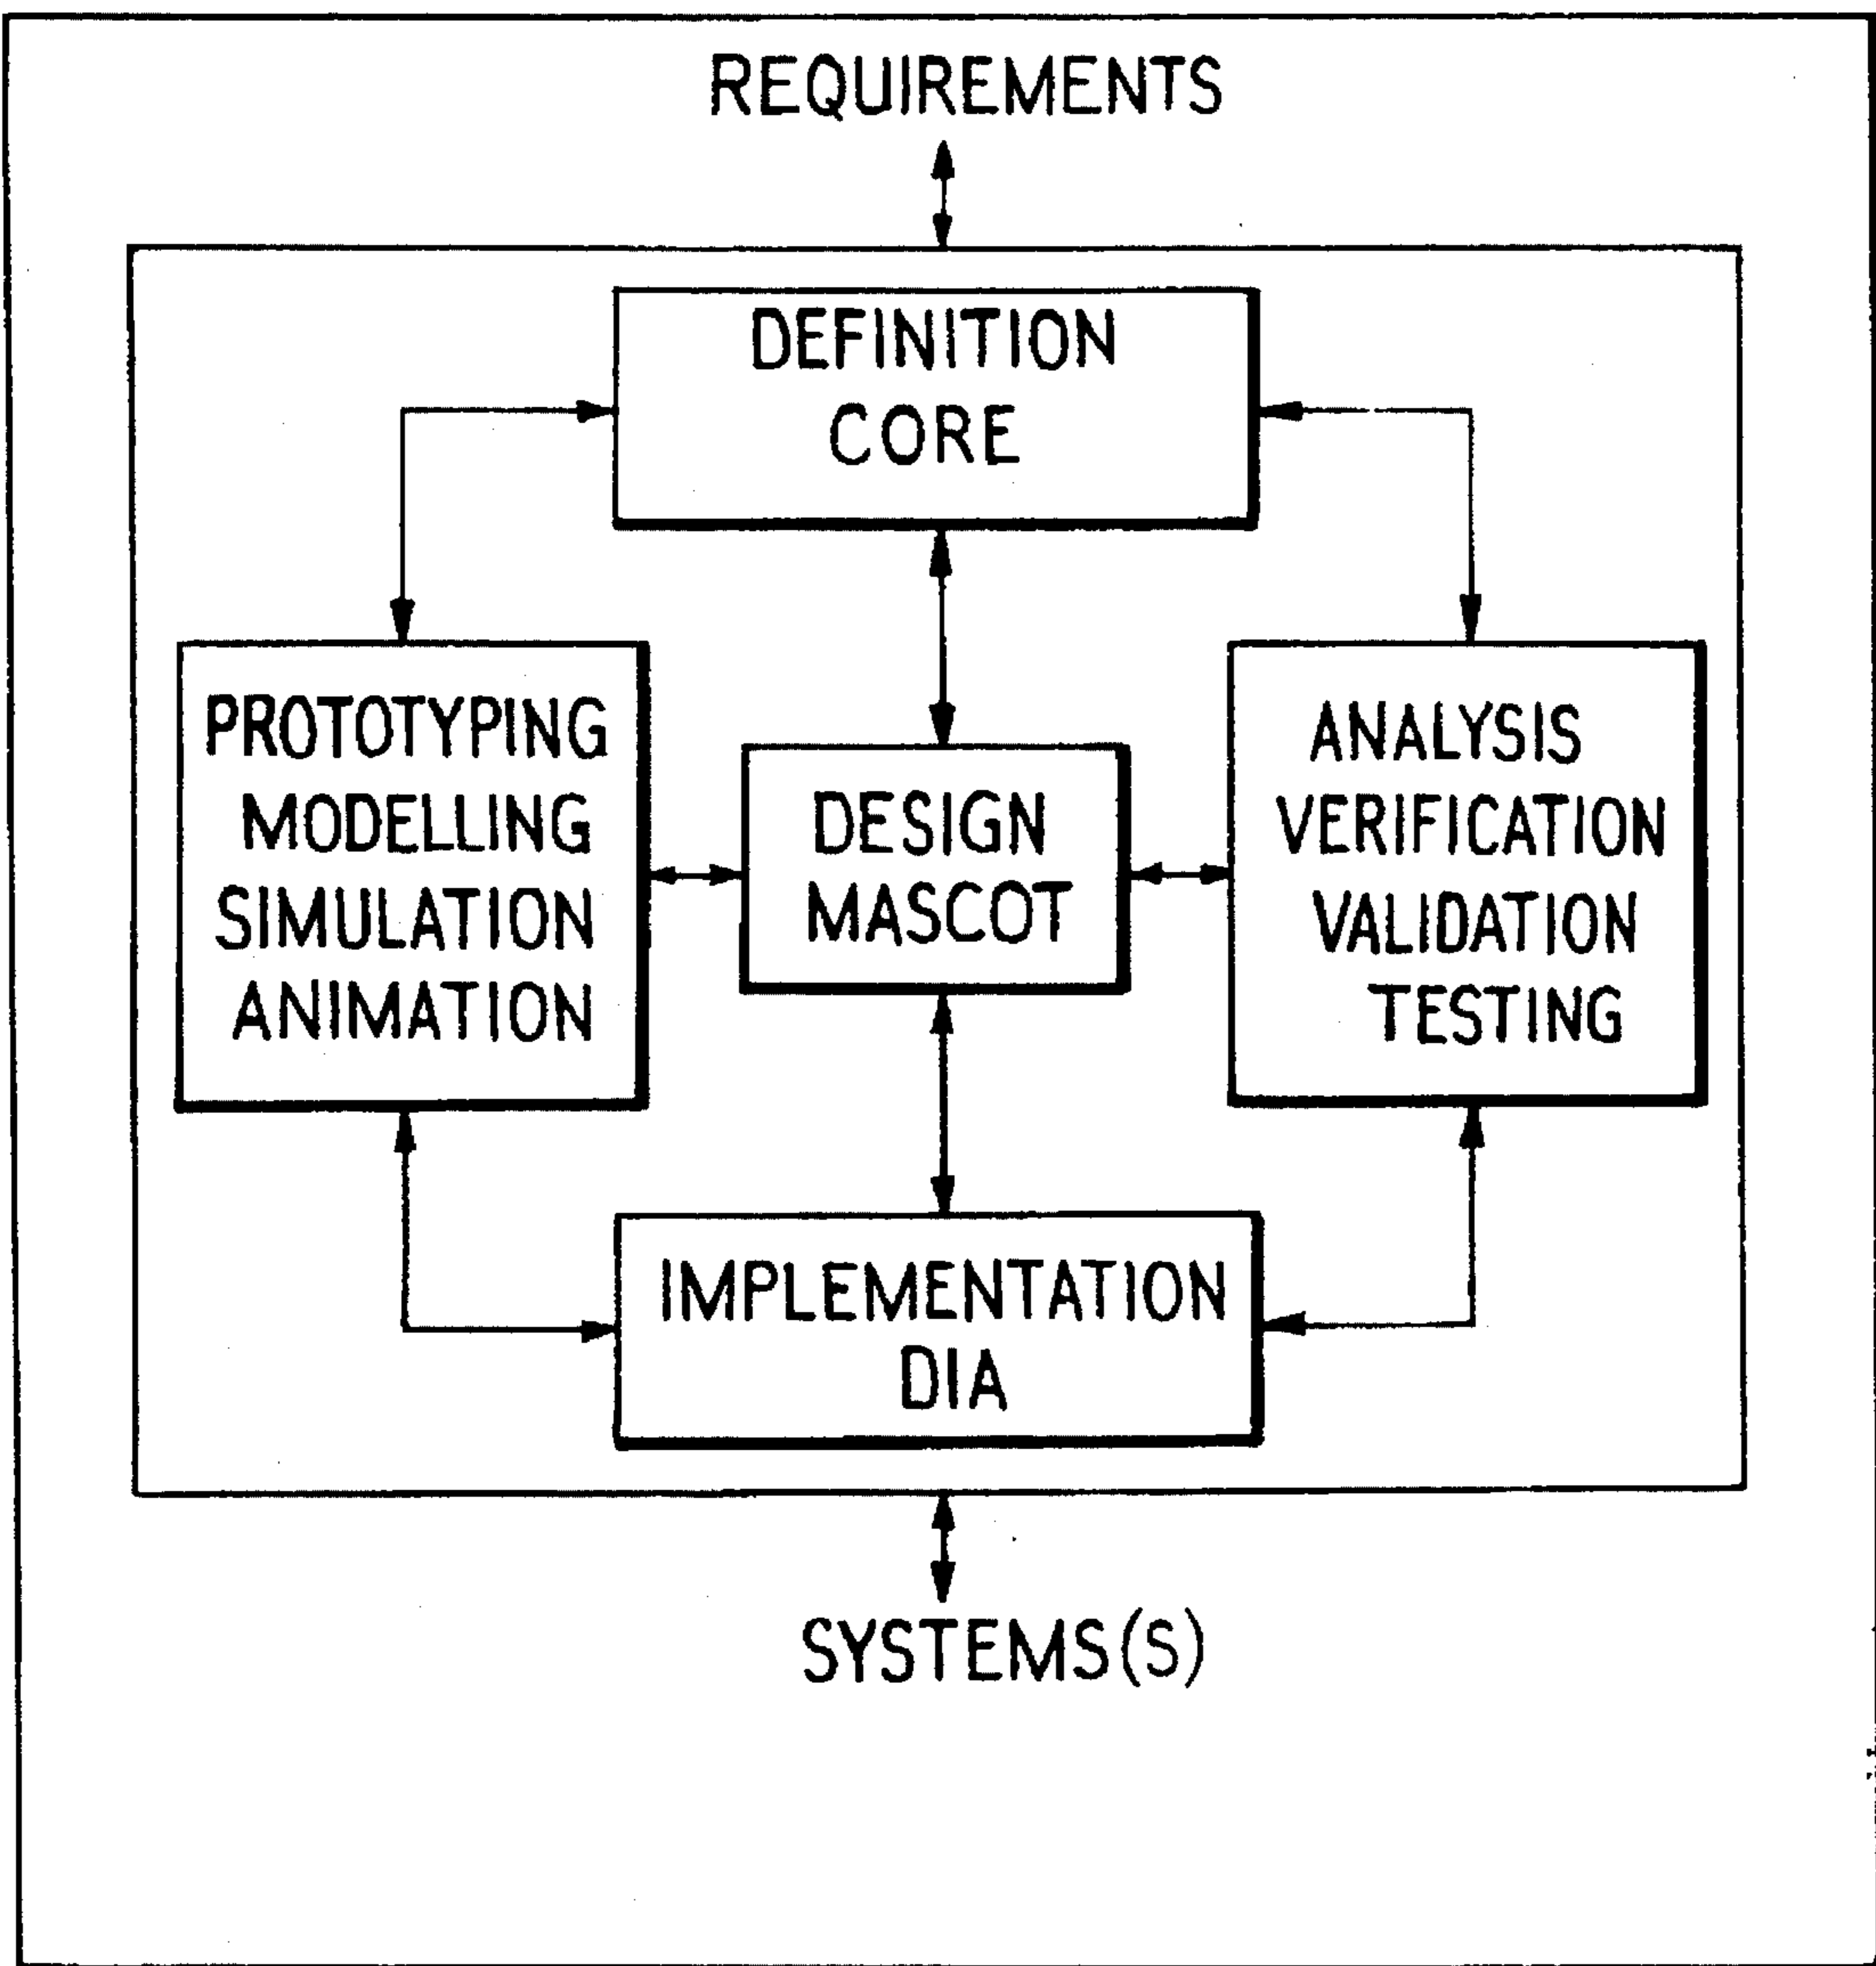 REQUIREMENTS
DEFINITION
CORE
PROTOTYPING
MODELLING
SIMULATION
ANIMATION
DESIGN
MASCOT
ANALYSIS
VERIFICATION
VALIDATION
TESTING
IMPLEMENTATION
DIA
SYSTEMS(S)